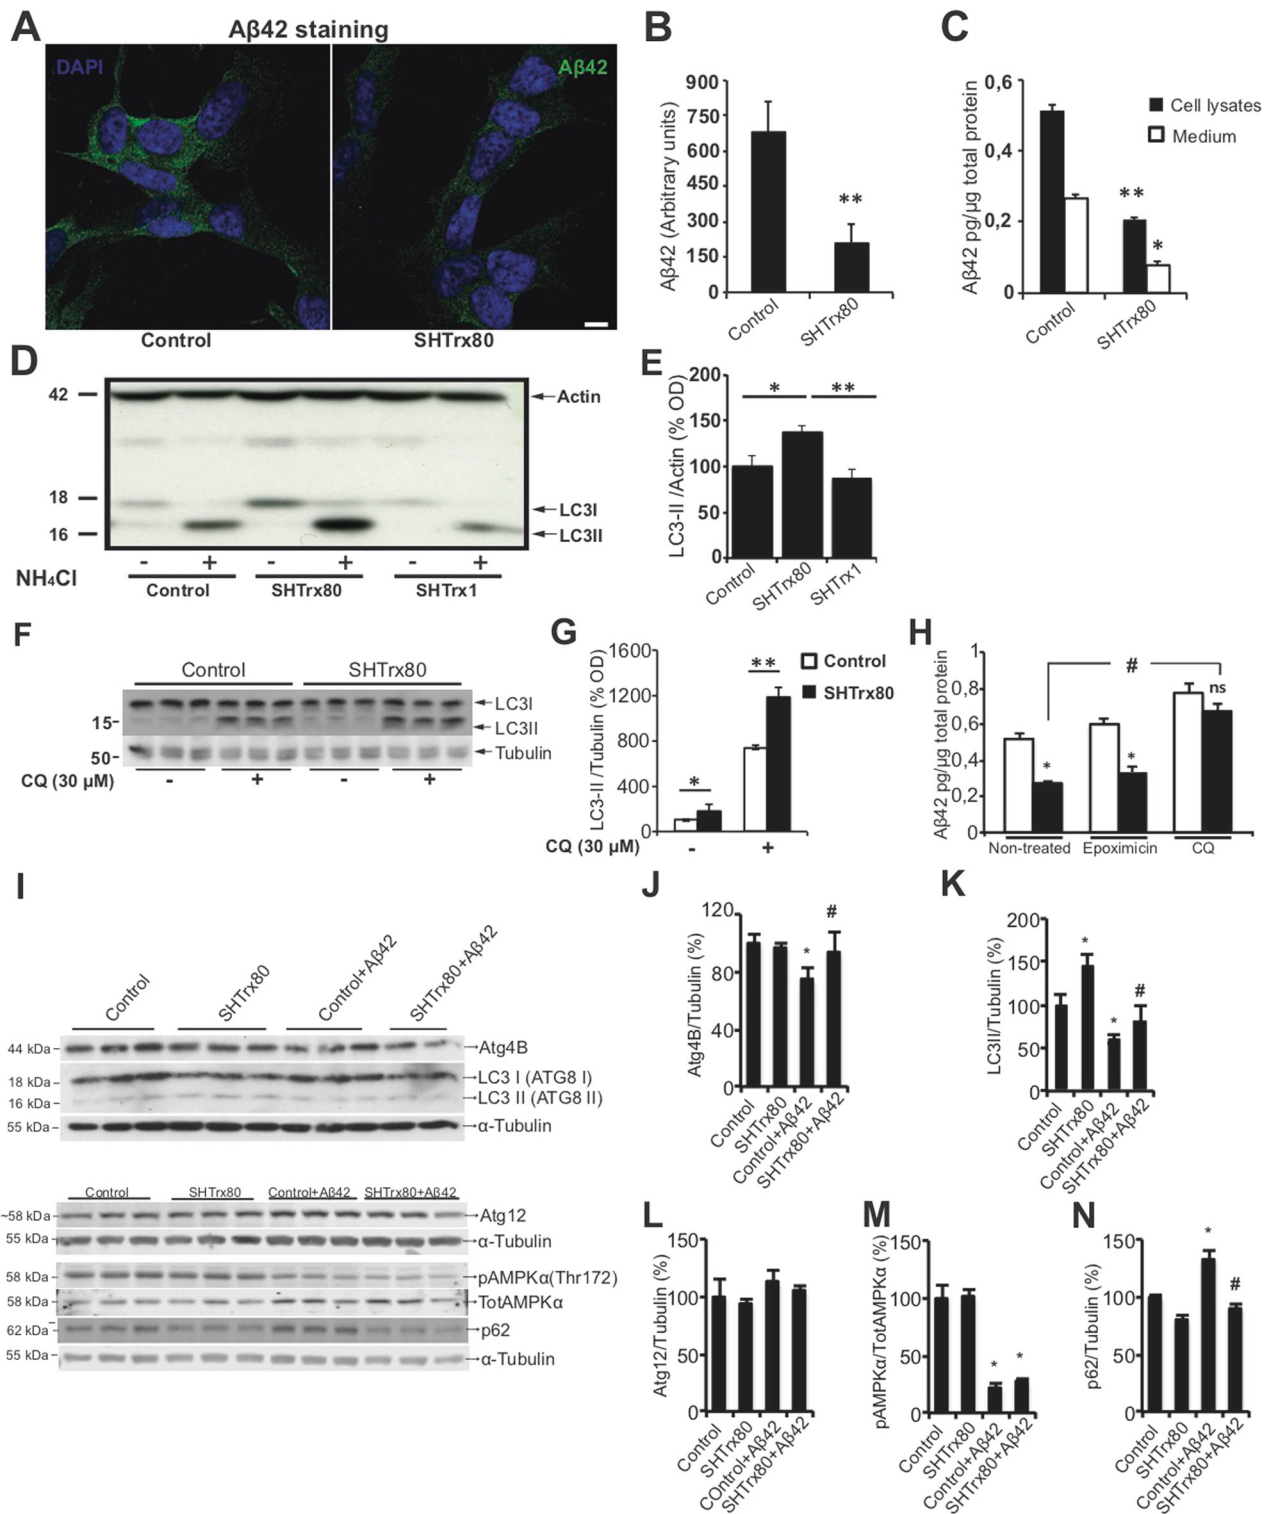 A
Aβ42 staining
DAPI
Aβ42
Control
SHTrx80
B
Aβ42 (Arbitrary units)
900
750
600
450
300
150
0
**
Control
SHTrx80
C
Aβ42 pg/µg total protein
0,6
0,4
0,2
0
**
*
Cell lysates
Medium
Control
SHTrx80
D
42
18
16
Actin
LC3I
LC3II
NH₄Cl
- + - + - +
Control SHTrx80 SHTrx1
E
LC3-II /Actin (% OD)
200
150
100
50
0
* **
Control
SHTrx80
SHTrx1
F
Control SHTrx80
LC3I
15-
LC3II
50-
Tubulin
CQ (30 µM) - + - +
G
LC3-II /Tubulin (% OD)
1600
1200
800
400
0
*
**
Control
SHTrx80
CQ (30 µM) - +
H
Aβ42 pg/µg total protein
1
0,8
0,6
0,4
0,2
0
#
*
*
ns
Non-treated Epoximicin CQ
I
Control
SHTrx80
Control+Aβ42
SHTrx80+Aβ42
44 kDa
Atg4B
18 kDa
LC3 I (ATG8 I)
16 kDa
LC3 II (ATG8 II)
55 kDa
α-Tubulin
Control SHTrx80 Control+Aβ42 SHTrx80+Aβ42
~58 kDa
Atg12
55 kDa
α-Tubulin
58 kDa
pAMPKα(Thr172)
58 kDa
TotAMPKα
62 kDa
p62
55 kDa
α-Tubulin
J
Atg4B/Tubulin (%)
120
80
40
0
*
#
Control
SHTrx80
Control+Aβ42
SHTrx80+Aβ42
K
LC3II/Tubulin (%)
200
150
100
50
0
*
*
#
Control
SHTrx80
Control+Aβ42
SHTrx80+Aβ42
L
Atg12/Tubulin (%)
150
100
50
0
Control
SHTrx80
COntrol+Aβ42
SHTrx80+Aβ42
M
pAMPKα/TotAMPKα (%)
150
100
50
0
*
*
Control
SHTrx80
Control+Aβ42
SHTrx80+Aβ42
N
p62/Tubulin (%)
150
100
50
0
*
#
Control
SHTrx80
Control+Aβ42
SHTrx80+Aβ42